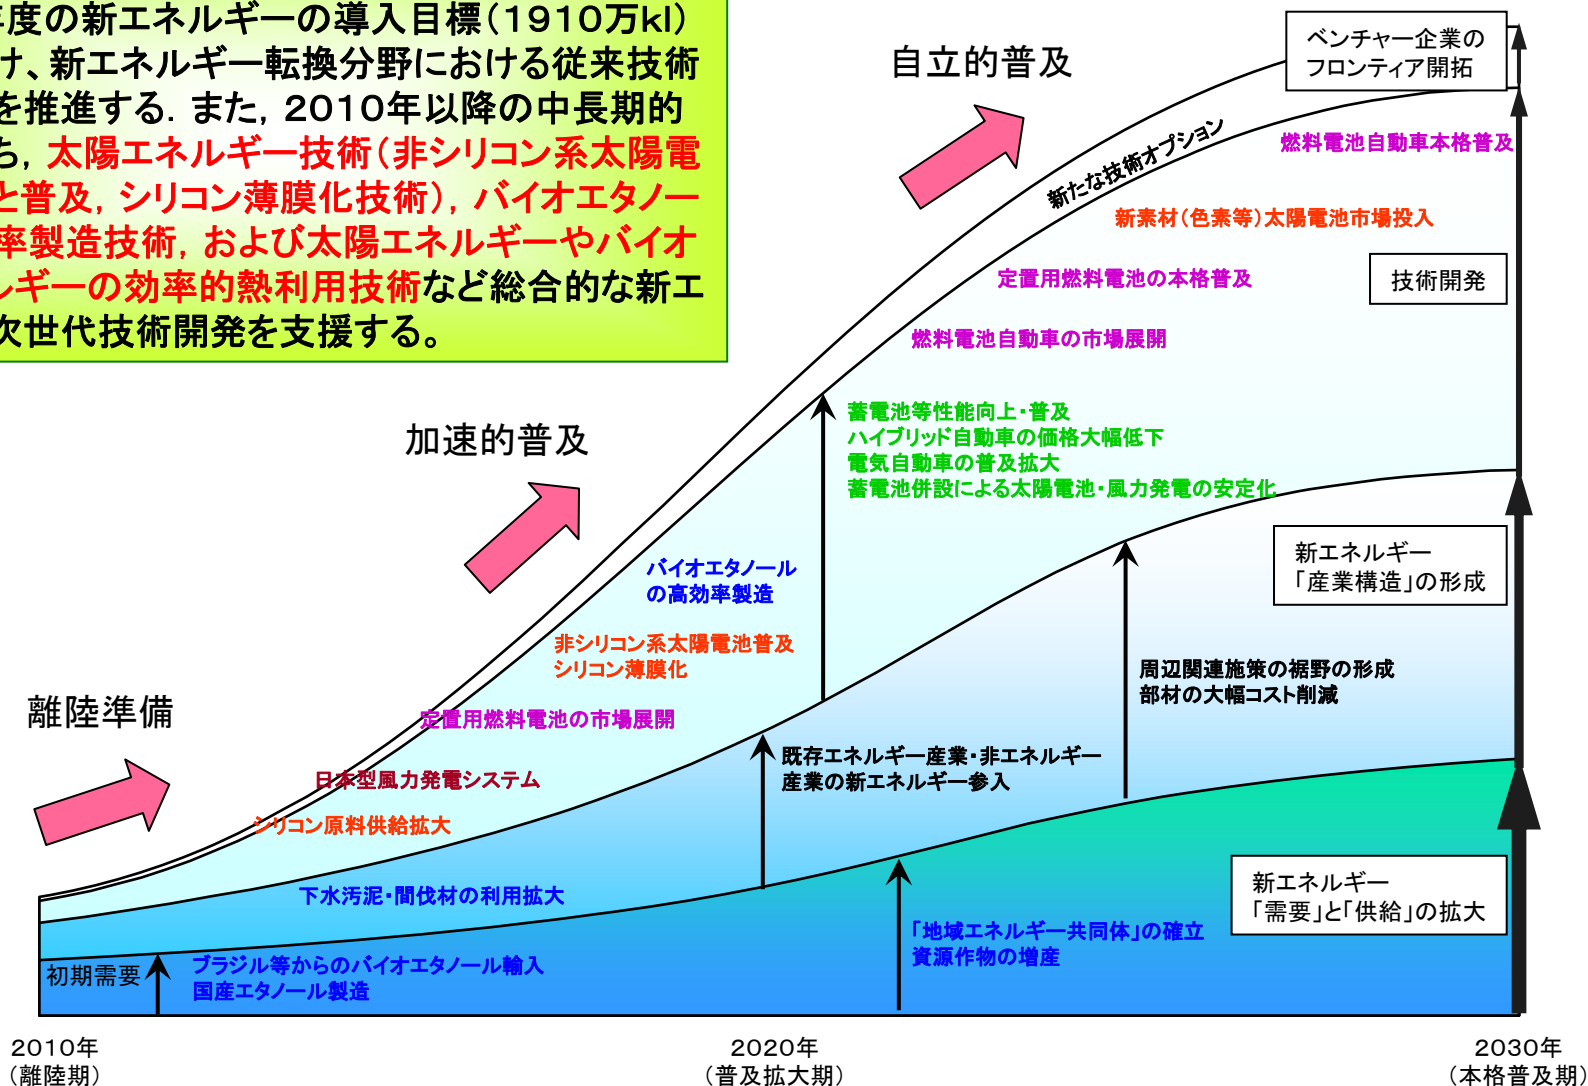 年度の新エネルギーの導入目標(1910万kl)
け、新エネルギー転換分野における従来技術
を推進する. また, 2010年以降の中長期的
ち, 太陽エネルギー技術(非シリコン系太陽電
と普及, シリコン薄膜化技術), バイオエタノー
率製造技術, および太陽エネルギーやバイオ
ルギーの効率的熱利用技術など総合的な新エ
次世代技術開発を支援する。
自立的普及
ベンチャー企業の
フロンティア開拓
新たな技術オプション
燃料電池自動車本格普及
新素材(色素等)太陽電池市場投入
定置用燃料電池の本格普及
技術開発
燃料電池自動車の市場展開
加速的普及
蓄電池等性能向上・普及
ハイブリッド自動車の価格大幅低下
電気自動車の普及拡大
蓄電池併設による太陽電池・風力発電の安定化
バイオエタノール
の高効率製造
新エネルギー
「産業構造」の形成
非シリコン系太陽電池普及
シリコン薄膜化
周辺関連施策の裾野の形成
部材の大幅コスト削減
離陸準備
定置用燃料電池の市場展開
既存エネルギー産業・非エネルギー
産業の新エネルギー参入
日本型風力発電システム
シリコン原料供給拡大
下水汚泥・間伐材の利用拡大
新エネルギー
「需要」と「供給」の拡大
「地域エネルギー共同体」の確立
資源作物の増産
初期需要
ブラジル等からのバイオエタノール輸入
国産エタノール製造
2010年
(離陸期)
2020年
(普及拡大期)
2030年
(本格普及期)